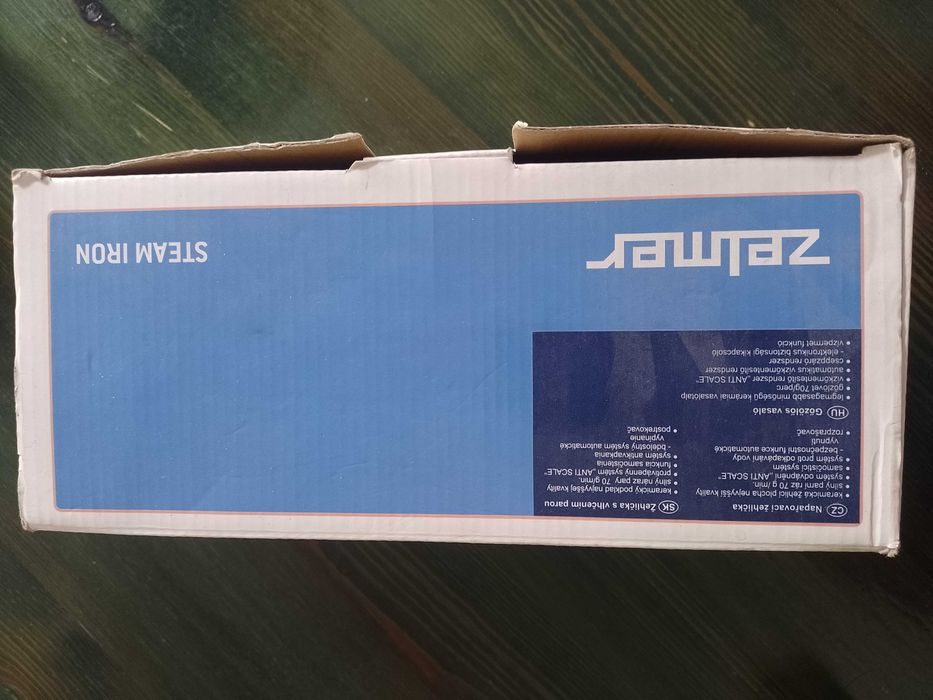 CZ Napařovací žehlička
• keramická žehlicí plocha nejvyšší kvality
• silný parní ráz 70 g /min.
• systém odvápnění „ANTI SCALE"
• samočisticí systém
• systém proti odkapávání vody
- bezpečnostní funkce automatické
vypnutí
• rozprašovač
SK Žehlička s vlhčením parou
• keramický podklad najvyššej kvality
• silný náraz pary 70 g/min.
• protivápenný systém „ANTI SCALE"
• funkcia samočistenia
• systém antikvapkania
- bdelostný systém automatické
vypínanie
• postrekovač
HU Gőzölős vasaló
• legmagasabb minőségű kerámiai vasalótalp
• gőzlövet 70g/perc
• vízkőmentesítő rendszer „ANTI SCALE"
• automatikus vízkőmentesítő rendszer
• cseppzáró rendszer
- elektronikus biztonsági kikapcsoló
• vízpermet funkció
zelmer
STEAM IRON